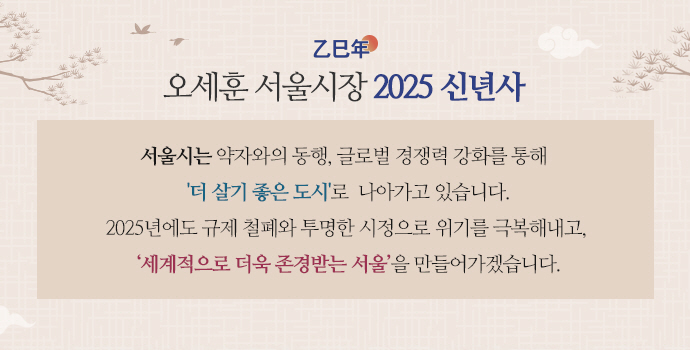 乙巳年
오세훈 서울시장 2025 신년사
서울시는 약자와의 동행, 글로벌 경쟁력 강화를 통해
'더 살기 좋은 도시'로 나아가고 있습니다.
2025년에도 규제 철폐와 투명한 시정으로 위기를 극복해내고,
‘세계적으로 더욱 존경받는 서울’을 만들어가겠습니다.